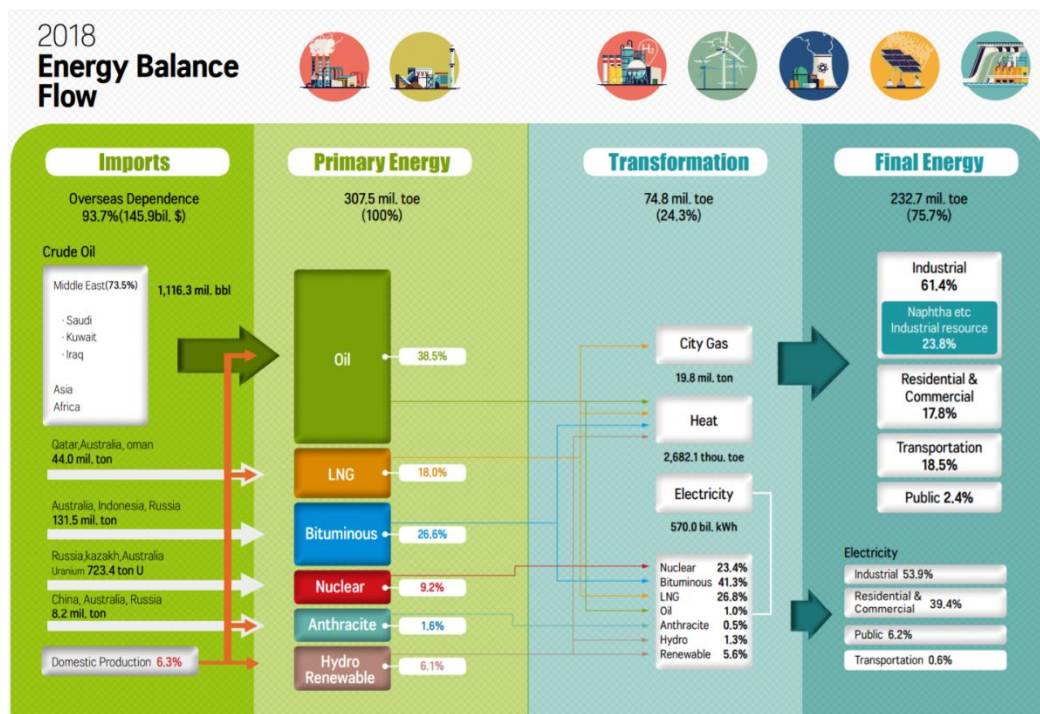 2018
Energy Balance
Flow
H2
Imports
Overseas Dependence
93.7%(145.9bil. $)
Crude Oil
Middle East(73.5%)
1,116.3 mil. bbl
· Saudi
· Kuwait
· Iraq
Asia
Africa
Qatar,Australia, oman
44.0 mil. ton
Australia, Indonesia, Russia
131.5 mil. ton
Russia,kazakh,Australia
Uranium 723.4 ton U
China, Australia, Russia
8.2 mil. ton
Domestic Production 6.3%
Primary Energy
307.5 mil. toe
(100%)
Oil
38.5%
LNG
18.0%
Bituminous
26.6%
Nuclear
9.2%
Anthracite
1.6%
Hydro
Renewable
6.1%
Transformation
74.8 mil. toe
(24.3%)
City Gas
19.8 mil. ton
Heat
2,682.1 thou. toe
Electricity
570.0 bil. kWh
Nuclear 23.4%
Bituminous 41.3%
LNG 26.8%
Oil 1.0%
Anthracite 0.5%
Hydro 1.3%
Renewable 5.6%
Final Energy
232.7 mil. toe
(75.7%)
Industrial
61.4%
Naphtha etc
Industrial resource
23.8%
Residential &
Commercial
17.8%
Transportation
18.5%
Public 2.4%
Electricity
Industrial 53.9%
Residential &
Commercial 39.4%
Public 6.2%
Transportation 0.6%